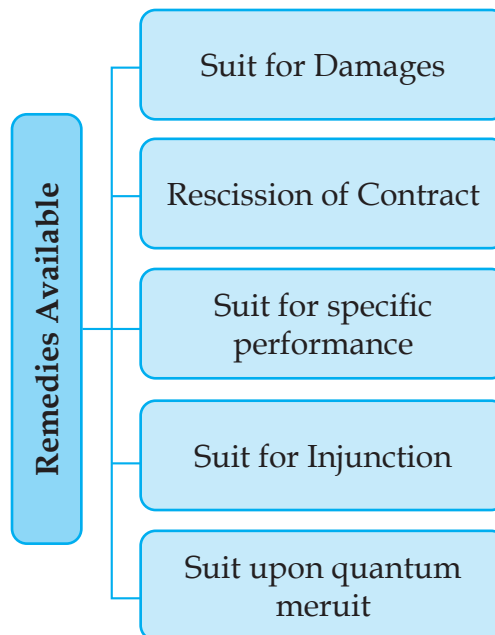 Remedies Available
Suit for Damages
Rescission of Contract
Suit for specific
performance
Suit for Injunction
Suit upon quantum
meruit